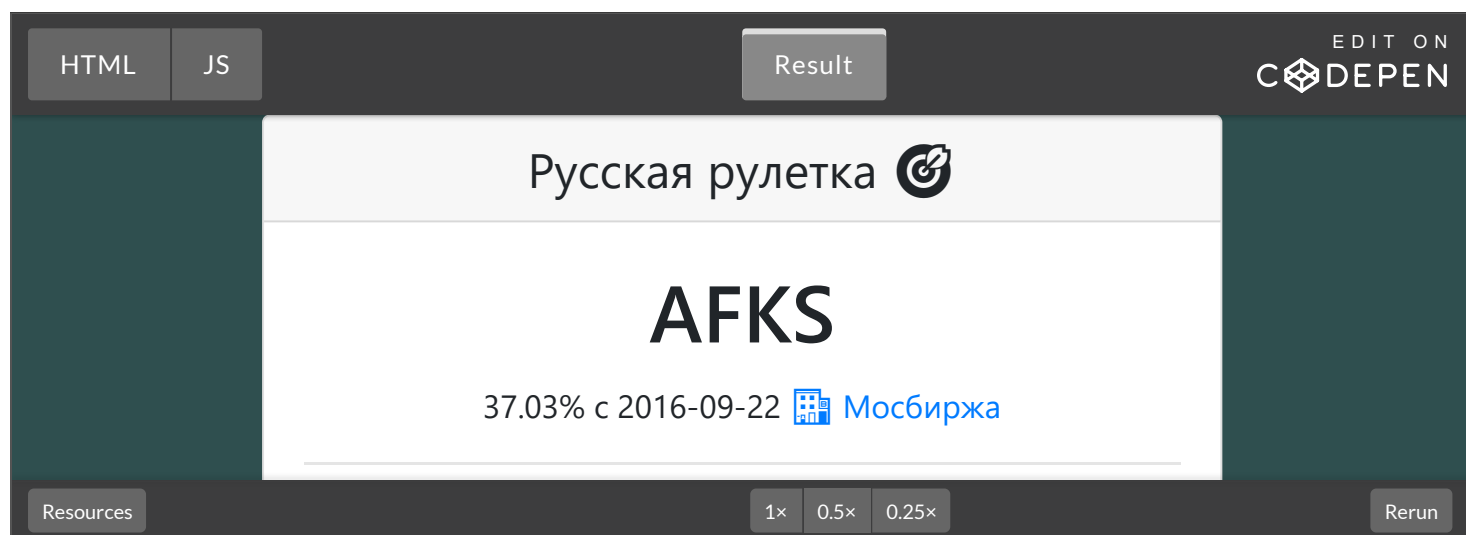 HTML JS Result EDIT ON
CODEPEN
Русская рулетка
AFKS
37.03% с 2016-09-22 Мосбиржа
Resources 1× 0.5× 0.25× Rerun